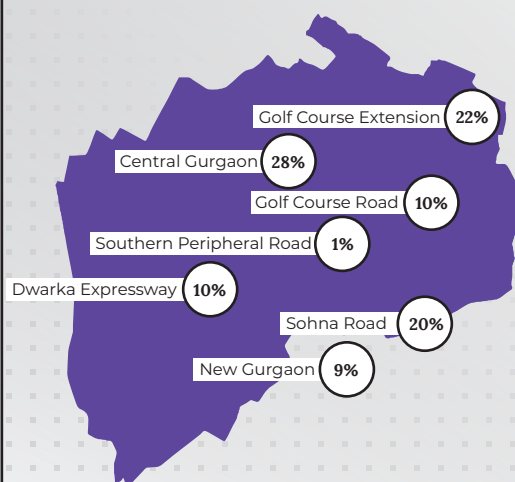 Golf Course Extension 22%
Central Gurgaon 28%
Golf Course Road 10%
Southern Peripheral Road 1%
Dwarka Expressway 10%
Sohna Road 20%
New Gurgaon 9%